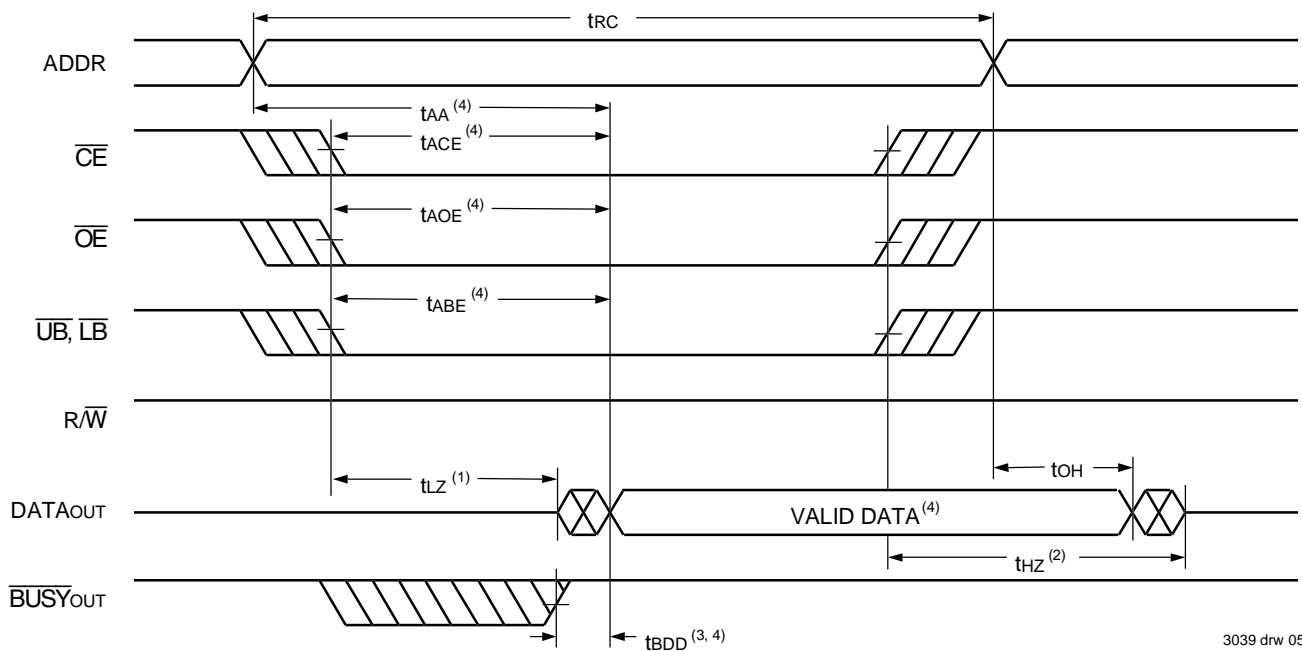 tRC
ADDR
tAA (4)
tACE (4)
CE
tAOE (4)
OE
tABE (4)
UB, LB
R/W
tOH
tLZ (1)
DATAOUT
VALID DATA(4)
tHZ (2)
BUSYOUT
tBDD (3, 4)
3039 drw 05